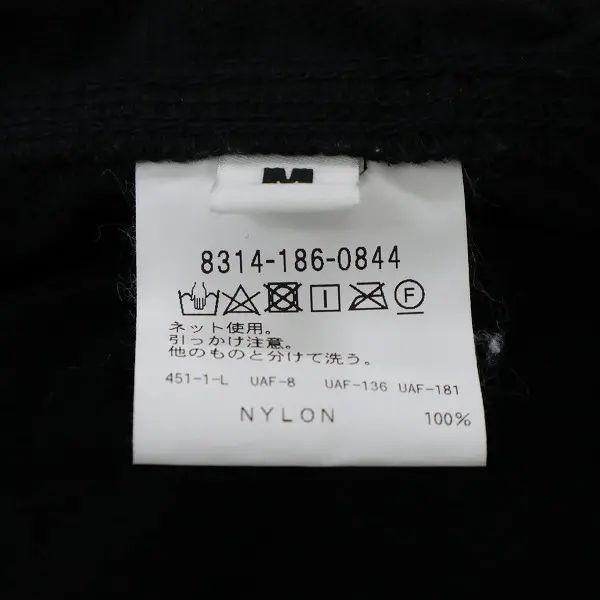 M
8314-186-0844
F
ネット使用。
引っかけ注意。
他のものと分けて洗う。
451-1-L UAF-8 UAF-136 UAF-181
NYLON 100%